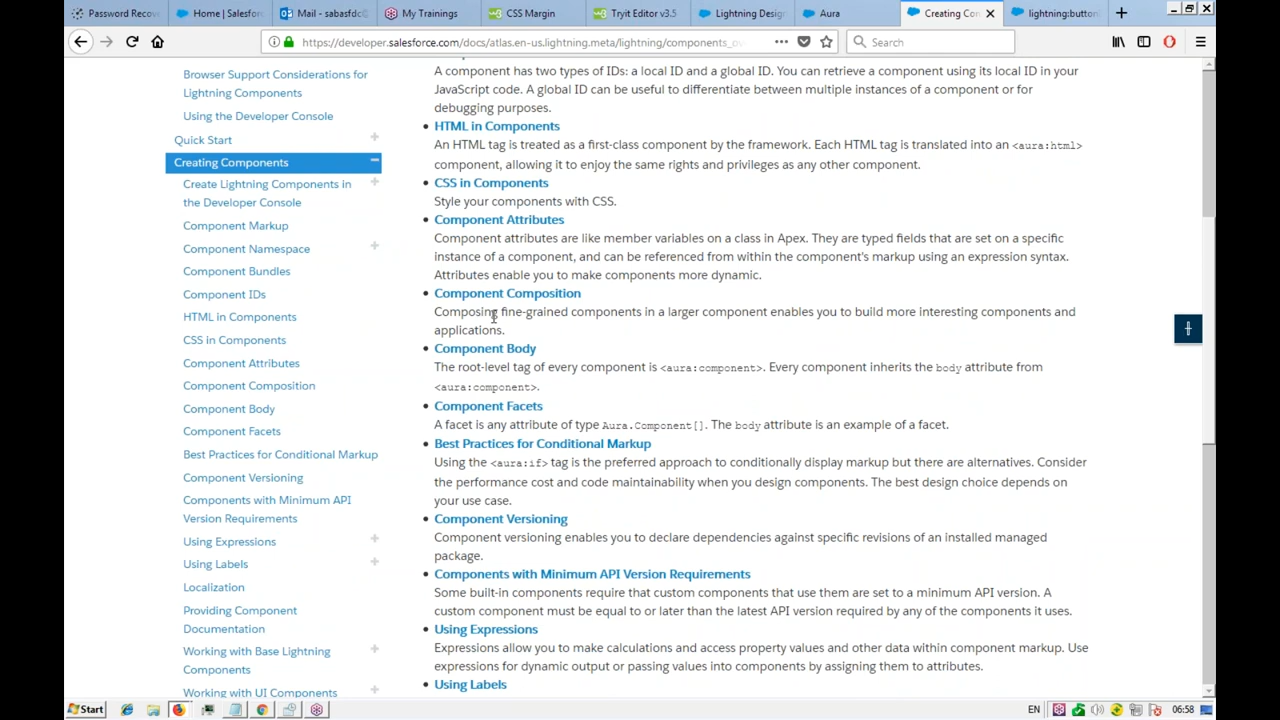 Password Recov
Home | Salesfor
Mail - sabasfdc@
My Trainings
CSS Margin
Tryit Editor v3.5
Lightning Desig
Aura
Creating Con
lightning:button
https://developer.salesforce.com/docs/atlas.en-us.lightning.meta/lightning/components_ov
Search
Browser Support Considerations for
Lightning Components
Using the Developer Console
Quick Start
Creating Components
Create Lightning Components in
the Developer Console
Component Markup
Component Namespace
Component Bundles
Component IDs
HTML in Components
CSS in Components
Component Attributes
Component Composition
Component Body
Component Facets
Best Practices for Conditional Markup
Component Versioning
Components with Minimum API
Version Requirements
Using Expressions
Using Labels
Localization
Providing Component
Documentation
Working with Base Lightning
Components
Working with UI Components
A component has two types of IDs: a local ID and a global ID. You can retrieve a component using its local ID in your
JavaScript code. A global ID can be useful to differentiate between multiple instances of a component or for
debugging purposes.
HTML in Components
An HTML tag is treated as a first-class component by the framework. Each HTML tag is translated into an <aura:html>
component, allowing it to enjoy the same rights and privileges as any other component.
CSS in Components
Style your components with CSS.
Component Attributes
Component attributes are like member variables on a class in Apex. They are typed fields that are set on a specific
instance of a component, and can be referenced from within the component's markup using an expression syntax.
Attributes enable you to make components more dynamic.
Component Composition
Composing fine-grained components in a larger component enables you to build more interesting components and
applications.
Component Body
The root-level tag of every component is <aura:component>. Every component inherits the body attribute from
<aura:component>.
Component Facets
A facet is any attribute of type Aura.Component[]. The body attribute is an example of a facet.
Best Practices for Conditional Markup
Using the <aura:if> tag is the preferred approach to conditionally display markup but there are alternatives. Consider
the performance cost and code maintainability when you design components. The best design choice depends on
your use case.
Component Versioning
Component versioning enables you to declare dependencies against specific revisions of an installed managed
package.
Components with Minimum API Version Requirements
Some built-in components require that custom components that use them are set to a minimum API version. A
custom component must be equal to or later than the latest API version required by any of the components it uses.
Using Expressions
Expressions allow you to make calculations and access property values and other data within component markup. Use
expressions for dynamic output or passing values into components by assigning them to attributes.
Using Labels
Start
EN
06:58